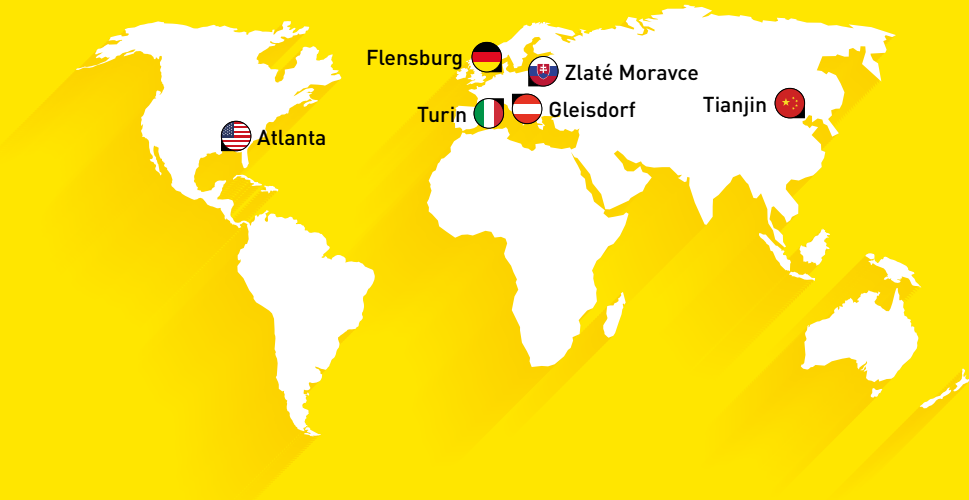 Flensburg
Zlaté Moravce
Turin
Gleisdorf
Tianjin
Atlanta